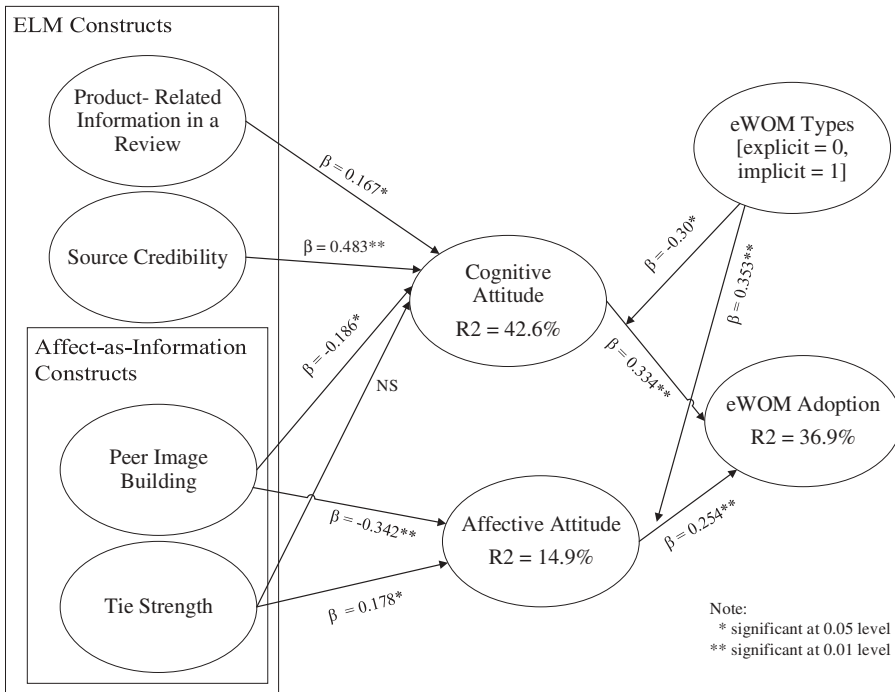 ELM Constructs
Product- Related
Information in a
Review
Source Credibility
Affect-as-Information
Constructs
Peer Image
Building
Tie Strength
β = 0.167*
β = 0.483**
β = -0.186*
NS
β = -0.342**
β = 0.178*
Cognitive
Attitude
R2 = 42.6%
Affective Attitude
R2 = 14.9%
eWOM Types
[explicit = 0,
implicit = 1]
β = -0.30*
β = 0.353**
β = 0.334**
β = 0.254**
eWOM Adoption
R2 = 36.9%
Note:
* significant at 0.05 level
** significant at 0.01 level